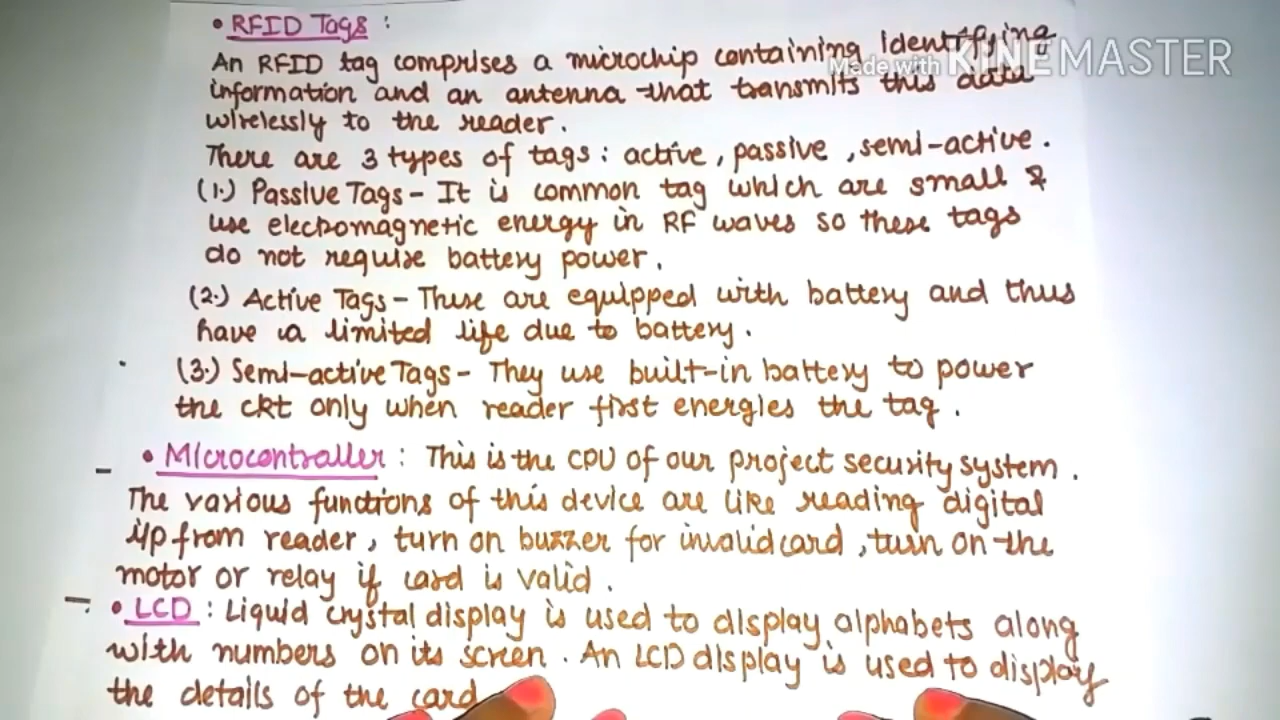 • RFID Tags :
An RFID tag comprises a microchip containing identifying
Made with KINEMASTER
information and an antenna that transmits this data
wirelessly to the reader.
There are 3 types of tags : active, passive, semi-active.
(1.) Passive Tags - It is common tag which are small &
use electromagnetic energy in RF waves so these tags
do not require battery power.
(2.) Active Tags - These are equipped with battery and thus
have a limited life due to battery.
(3.) Semi-active Tags - They use built-in battery to power
the ckt only when reader first energies the tag.
• Microcontroller : This is the CPU of our project security system.
The various functions of this device are like reading digital
i/p from reader, turn on buzzer for invalid card, turn on the
motor or relay if card is valid.
• LCD : Liquid crystal display is used to display alphabets along
with numbers on its screen. An LCD display is used to display
the details of the card